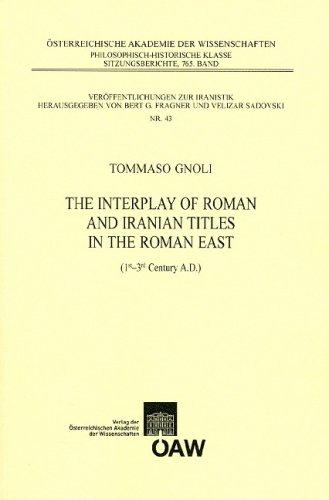 ÖSTERREICHISCHE AKADEMIE DER WISSENSCHAFTEN
PHILOSOPHISCH-HISTORISCHE KLASSE
SITZUNGSBERICHTE, 765. BAND
VERÖFFENTLICHUNGEN ZUR IRANISTIK
HERAUSGEGEBEN VON BERT G. FRAGNER UND VELIZAR SADOVSKI
NR. 43
TOMMASO GNOLI
THE INTERPLAY OF ROMAN
AND IRANIAN TITLES
IN THE ROMAN EAST
(1st–3rd Century A.D.)
Verlag der
Österreichischen Akademie
der Wissenschaften
ÖAW